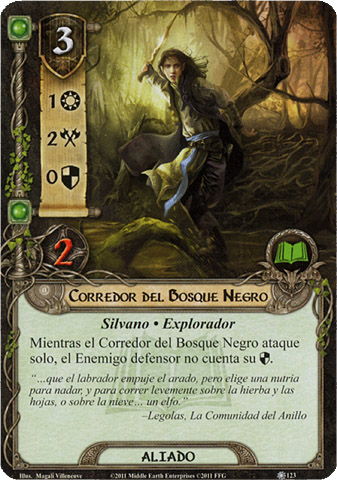 3
1
2
0
2
CORREDOR DEL BOSQUE NEGRO
Silvano • Explorador
Mientras el Corredor del Bosque Negro ataque
solo, el Enemigo defensor no cuenta su .
"...que el labrador empuje el arado, pero elige una nutria
para nadar, y para correr levemente sobre la hierba y las
hojas, o sobre la nieve... un elfo."
–Legolas, La Comunidad del Anillo
ALIADO
Illus. Magali Villeneuve ©2011 Middle Earth Enterprises ©2011 FFG 123